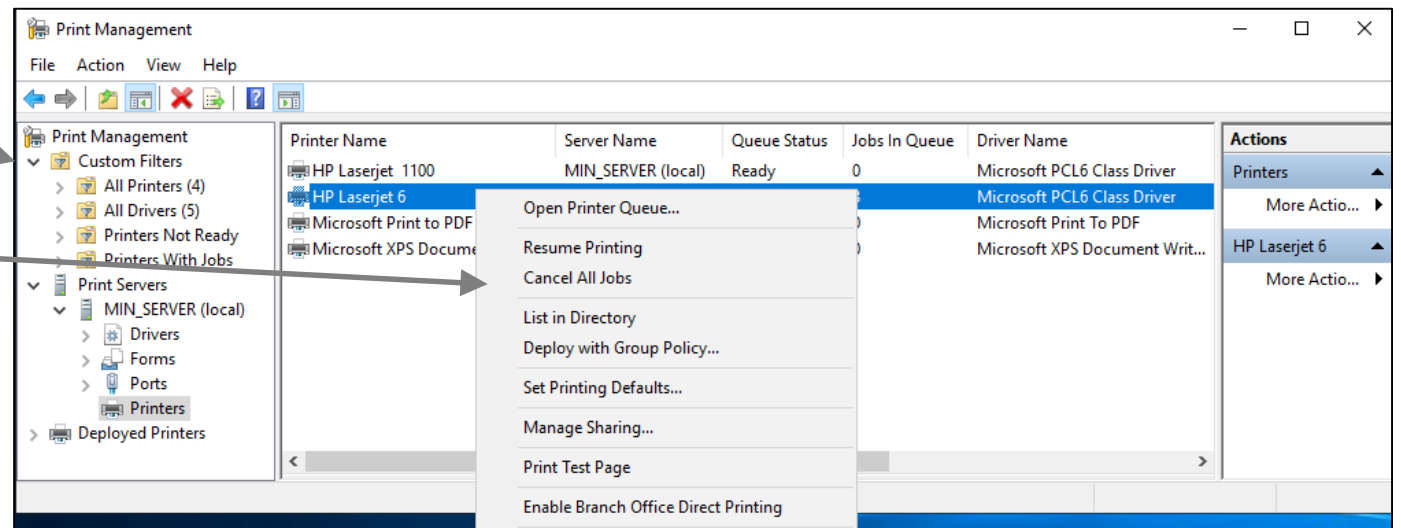 Print Management
File Action View Help
Print Management
Custom Filters
All Printers (4)
All Drivers (5)
Printers Not Ready
Printers With Jobs
Print Servers
MIN_SERVER (local)
Drivers
Forms
Ports
Printers
Deployed Printers
Printer Name Server Name Queue Status Jobs In Queue Driver Name
HP Laserjet 1100 MIN_SERVER (local) Ready 0 Microsoft PCL6 Class Driver
HP Laserjet 6 Microsoft PCL6 Class Driver
Microsoft Print to PDF Microsoft Print To PDF
Microsoft XPS Docume Microsoft XPS Document Writ...
Open Printer Queue...
Resume Printing
Cancel All Jobs
List in Directory
Deploy with Group Policy...
Set Printing Defaults...
Manage Sharing...
Print Test Page
Enable Branch Office Direct Printing
Actions
Printers
More Actio...
HP Laserjet 6
More Actio...